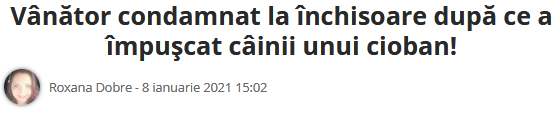 Vânător condamnat la închisoare după ce a
împuşcat câinii unui cioban!
Roxana Dobre - 8 ianuarie 2021 15:02